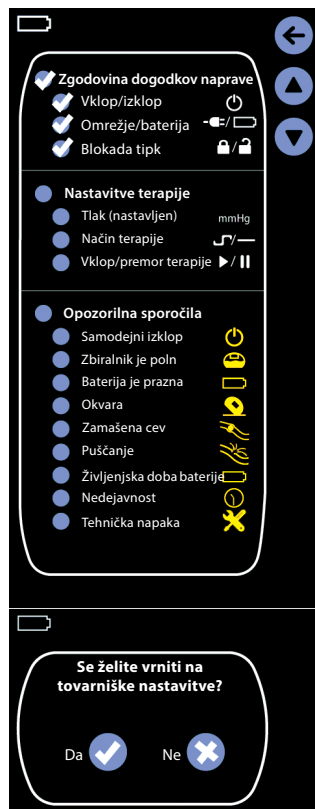 Zgodovina dogodkov naprave
Vklop/izklop
Omrežje/baterija
Blokada tipk
Nastavitve terapije
Tlak (nastavljen) mmHg
Način terapije
Vklop/premor terapije
Opozorilna sporočila
Samodejni izklop
Zbiralnik je poln
Baterija je prazna
Okvara
Zamašena cev
Puščanje
Življenjska doba baterije
Nedejavnost
Tehnička napaka
Se želite vrniti na
tovarniške nastavitve?
Da Ne